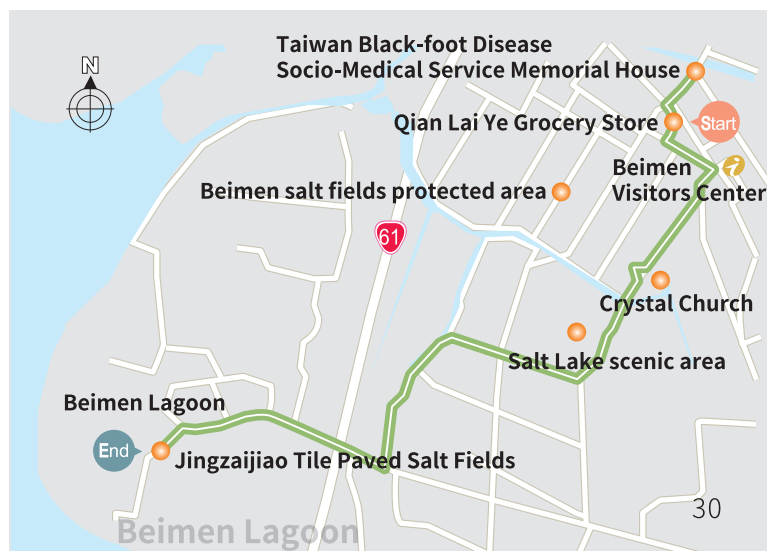 N
Taiwan Black-foot Disease
Socio-Medical Service Memorial House
Qian Lai Ye Grocery Store
Start
Beimen
Visitors Center
i
Beimen salt fields protected area
61
Crystal Church
Salt Lake scenic area
Beimen Lagoon
End
Jingzaijiao Tile Paved Salt Fields
30
Beimen Lagoon